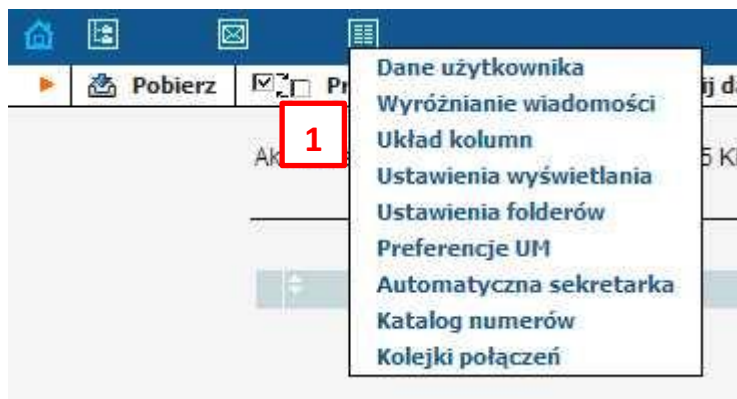 Pobierz Pr ij d
1
Ak 5 K
Dane użytkownika
Wyróżnianie wiadomości
Układ kolumn
Ustawienia wyświetlania
Ustawienia folderów
Preferencje UM
Automatyczna sekretarka
Katalog numerów
Kolejki połączeń